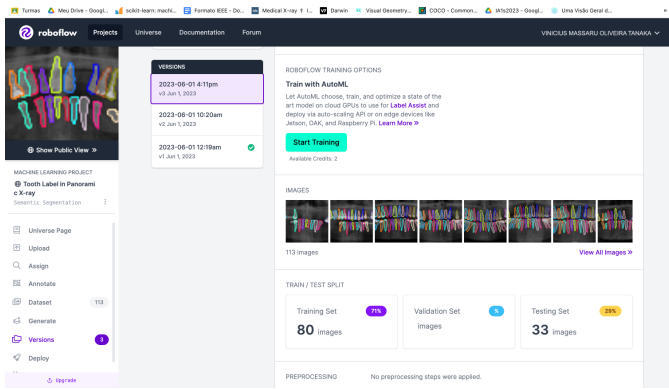 Turmas
Meu Drive - Googl...
scikit-learn: machi...
Formato IEEE - Do...
Medical X-ray
Darwin
Visual Geometry...
COCO - Common...
IA1s2023 - Googl...
Uma Visão Geral d...
roboflow
Projects
Universe
Documentation
Forum
VINICIUS MASSARU OLIVEIRA TANAKA
Show Public View »
MACHINE LEARNING PROJECT
Tooth Label in Panorami
c X-ray
Semantic Segmentation
Universe Page
Upload
Assign
Annotate
Dataset 113
Generate
Versions 3
Deploy
Upgrade
VERSIONS
2023-06-01 4:11pm
v3 Jun 1, 2023
2023-06-01 10:20am
v2 Jun 1, 2023
2023-06-01 12:19am
v1 Jun 1, 2023
ROBOFLOW TRAINING OPTIONS
Train with AutoML
Let AutoML choose, train, and optimize a state of the
art model on cloud GPUs to use for Label Assist and
deploy via auto-scaling API or on edge devices like
Jetson, OAK, and Raspberry Pi. Learn More »
Start Training
Available Credits: 2
IMAGES
113 images
View All Images »
TRAIN / TEST SPLIT
Training Set 71%
80 images
Validation Set %
images
Testing Set 29%
33 images
PREPROCESSING No preprocessing steps were applied.